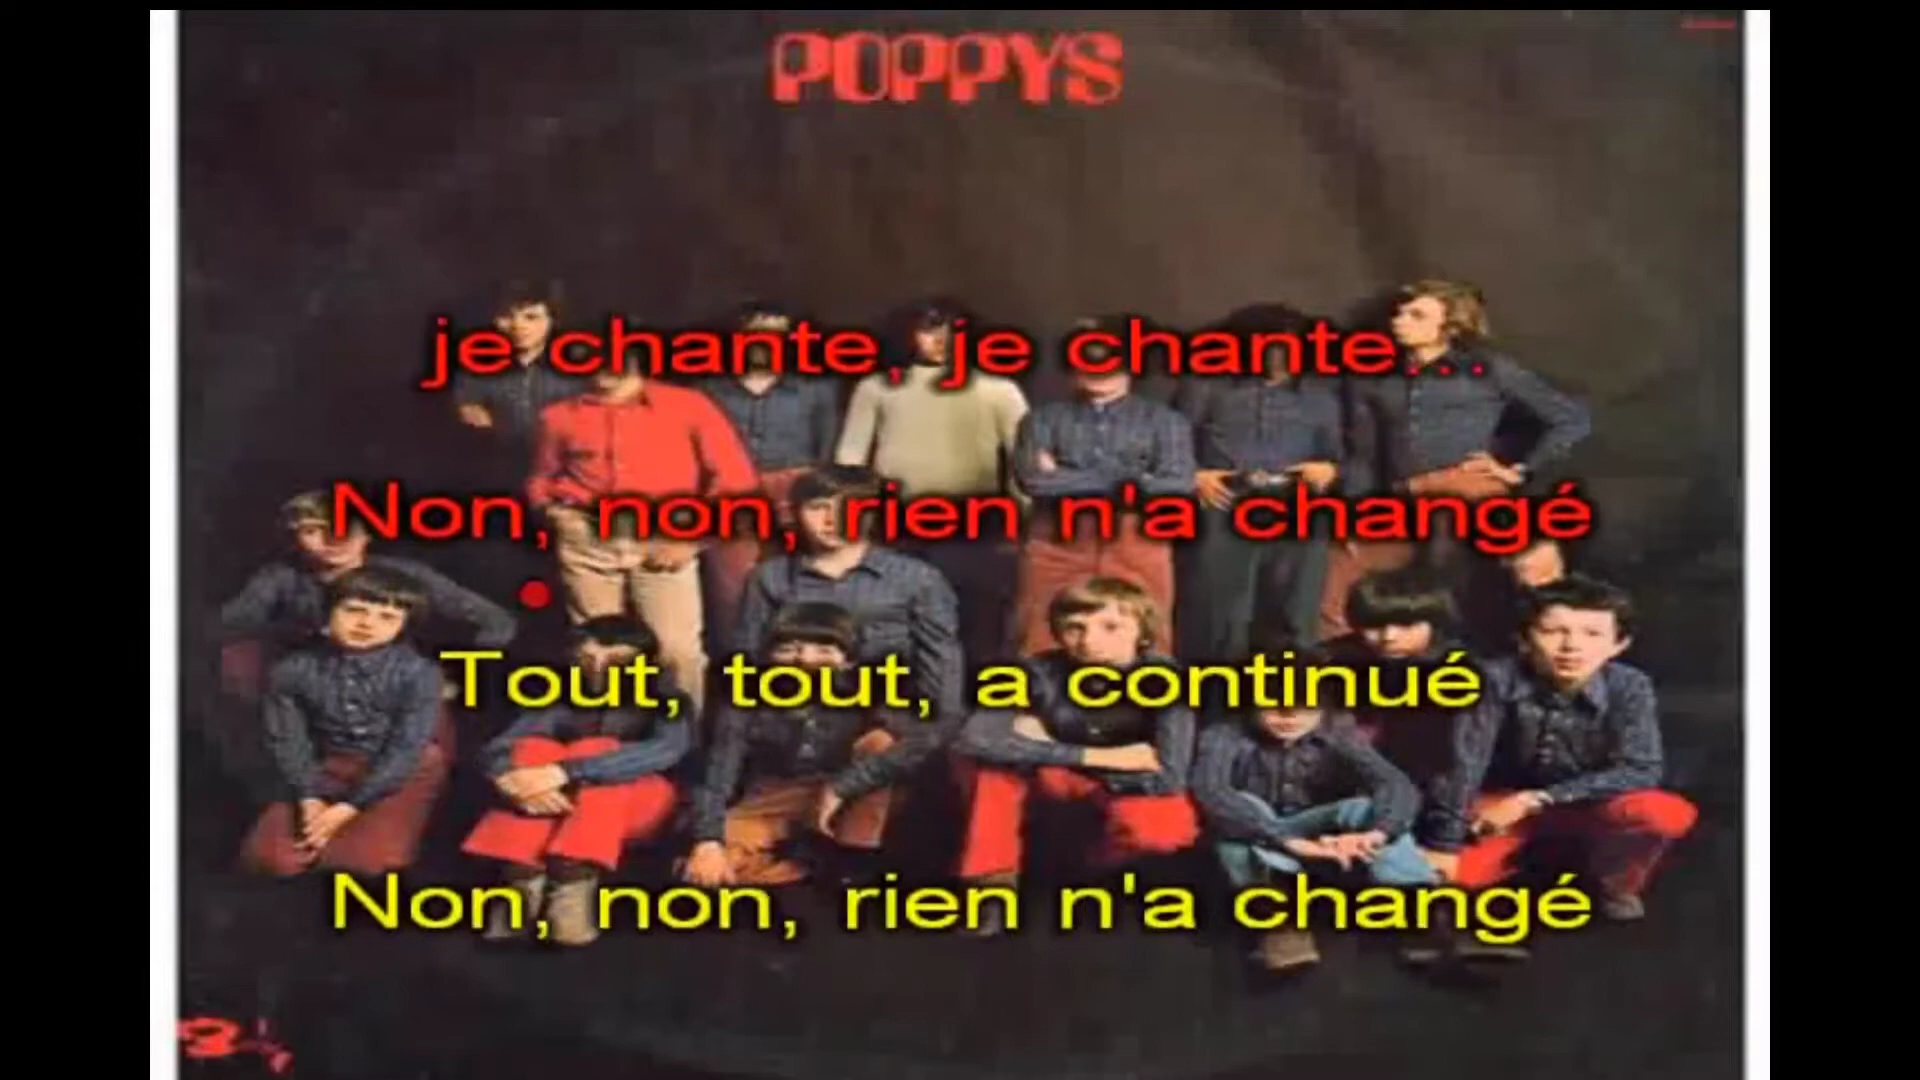 POPPYS
je chante, je chante...
Non, non, rien n'a changé
Tout, tout, a continué
Non, non, rien n'a changé